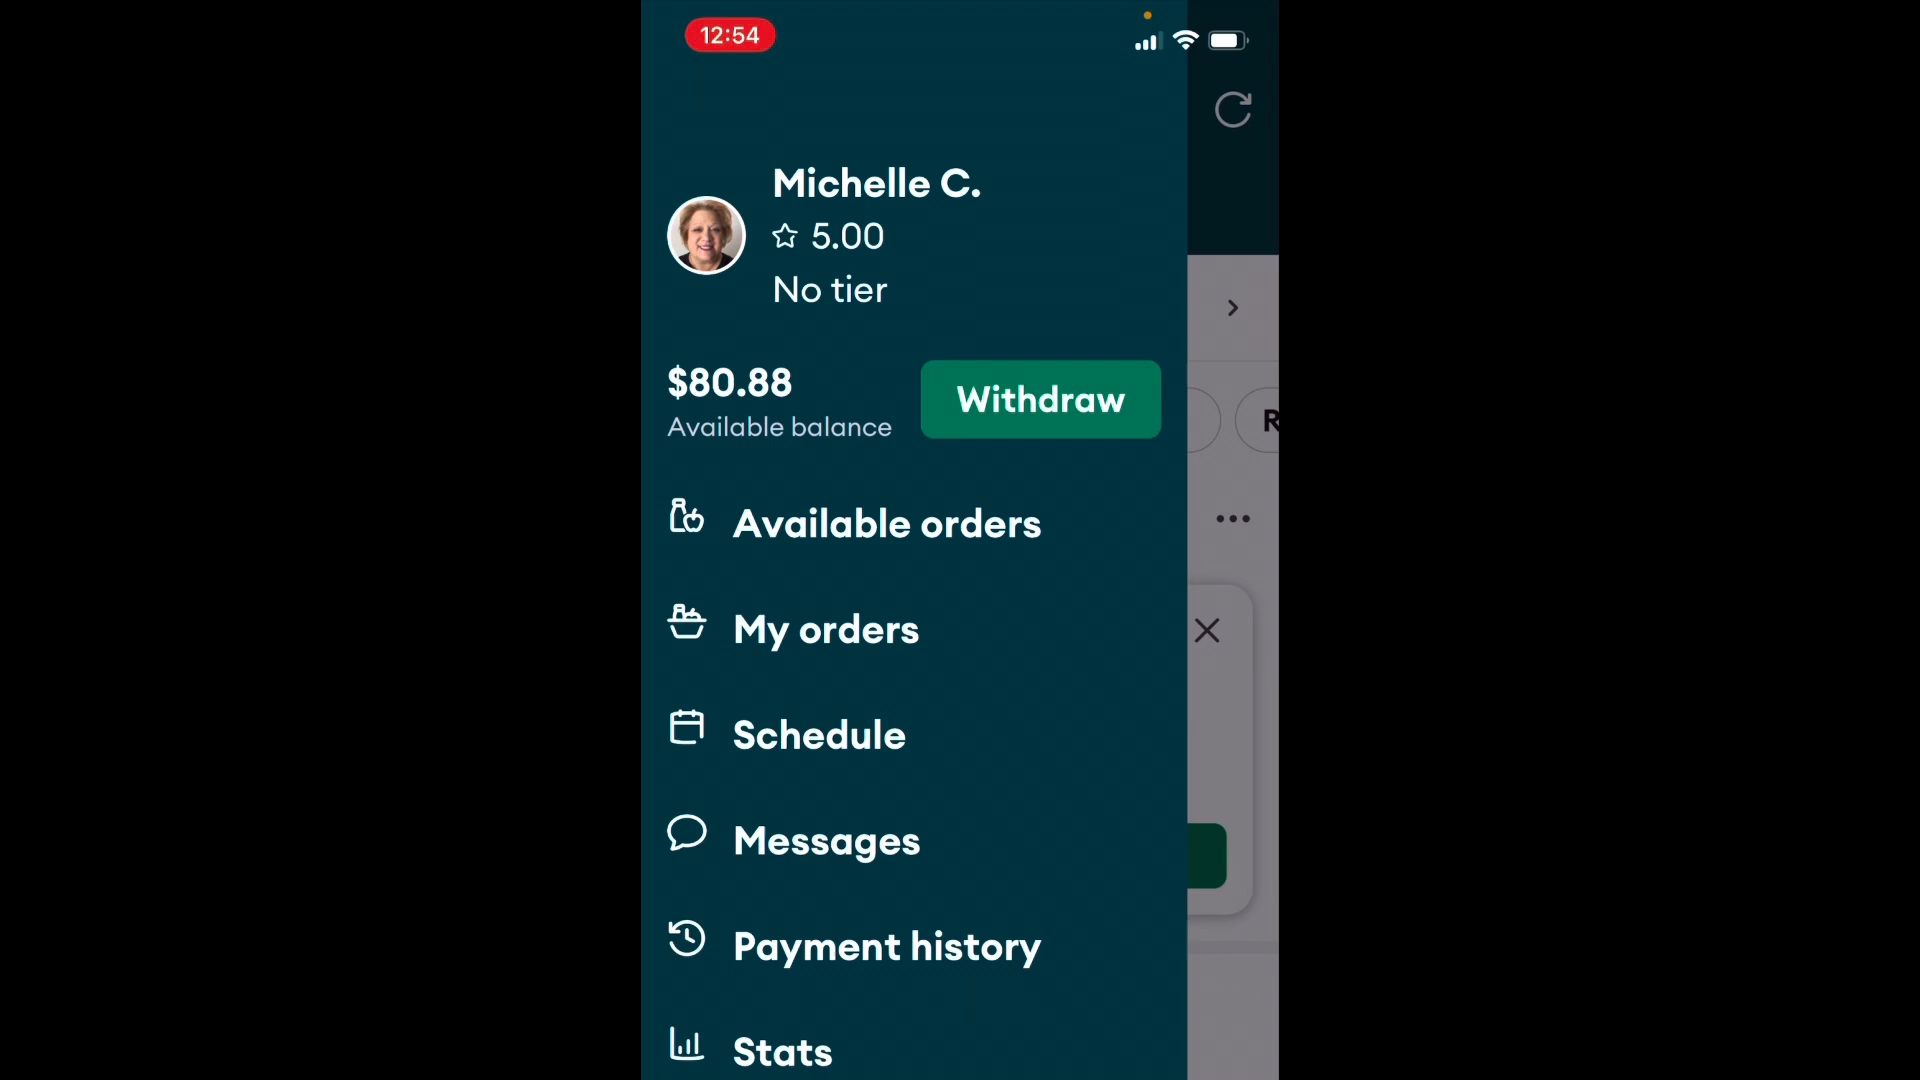 12:54
Michelle C.
5.00
No tier
$80.88
Withdraw
Available balance
R
Available orders
My orders
Schedule
Messages
Payment history
Stats